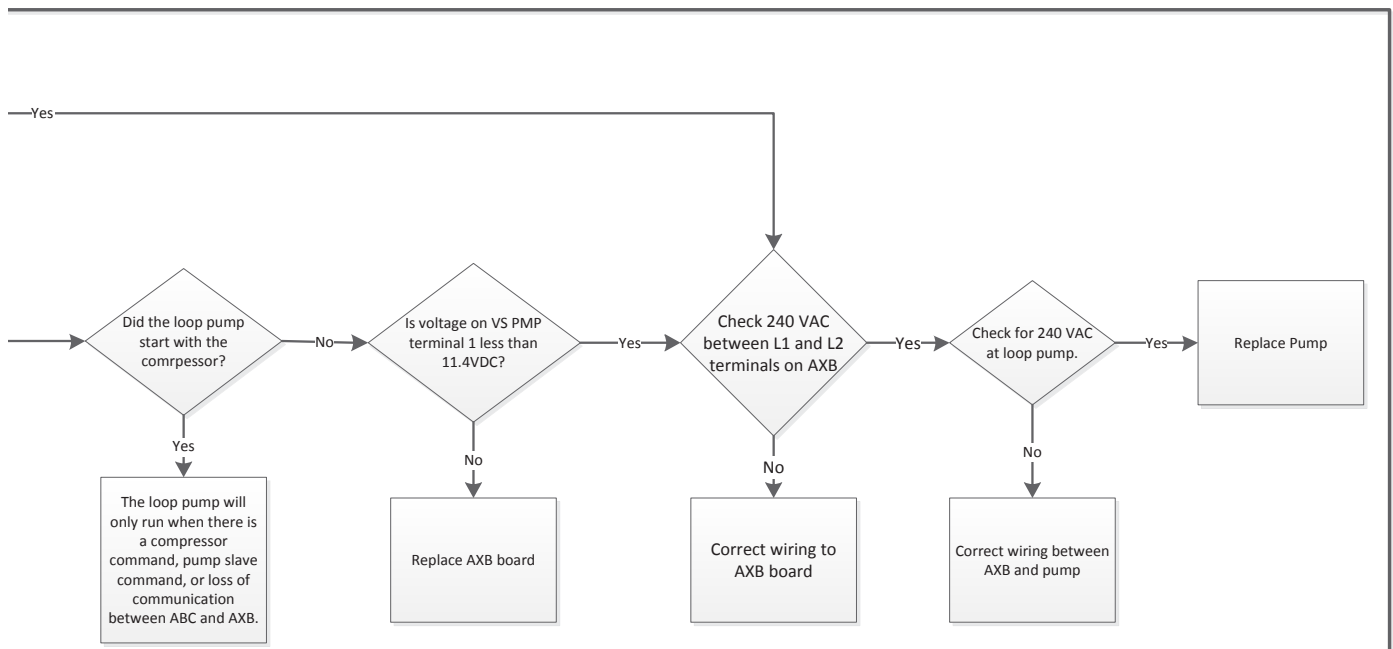 Yes
Did the loop pump
start with the
comrpessor?
No
Is voltage on VS PMP
terminal 1 less than
11.4VDC?
Yes
Check 240 VAC
between L1 and L2
terminals on AXB
Yes
Check for 240 VAC
at loop pump.
Yes
Replace Pump
Yes
No
No
No
The loop pump will
only run when there is
a compressor
command, pump slave
command, or loss of
communication
between ABC and AXB.
Replace AXB board
Correct wiring to
AXB board
Correct wiring between
AXB and pump